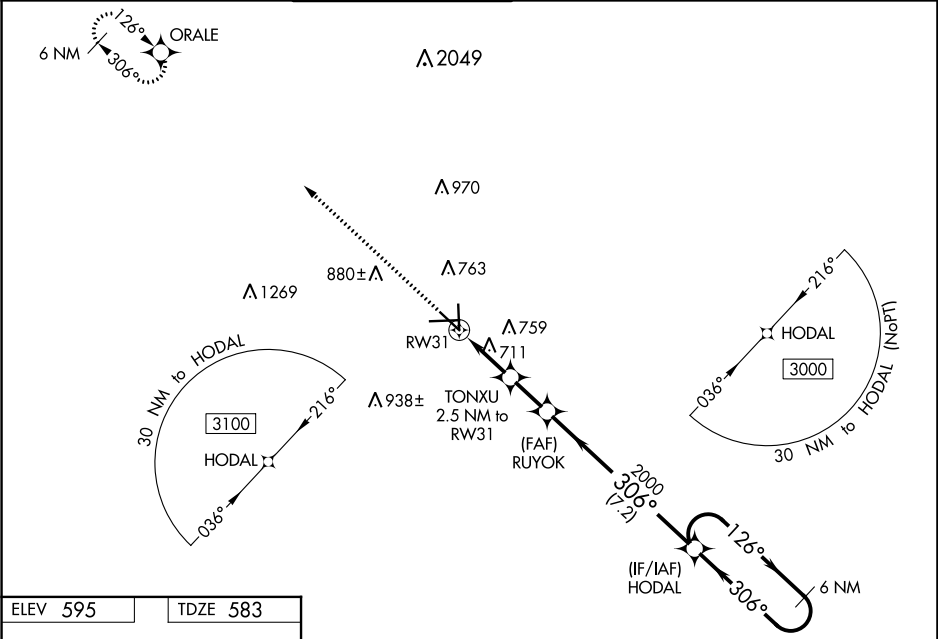 126°
ORALE
6 NM
306°
2049
970
880±
763
1269
216°
RW31
759
711
HODAL
3000
036°
30 NM to HODAL (NoPT)
30 NM to HODAL
3100
216°
HODAL
036°
938±
TONXU
2.5 NM to
RW31
(FAF)
RUYOK
2000
306°
(7.2)
126°
(IF/IAF)
HODAL
306°
6 NM
ELEV 595
TDZE 583